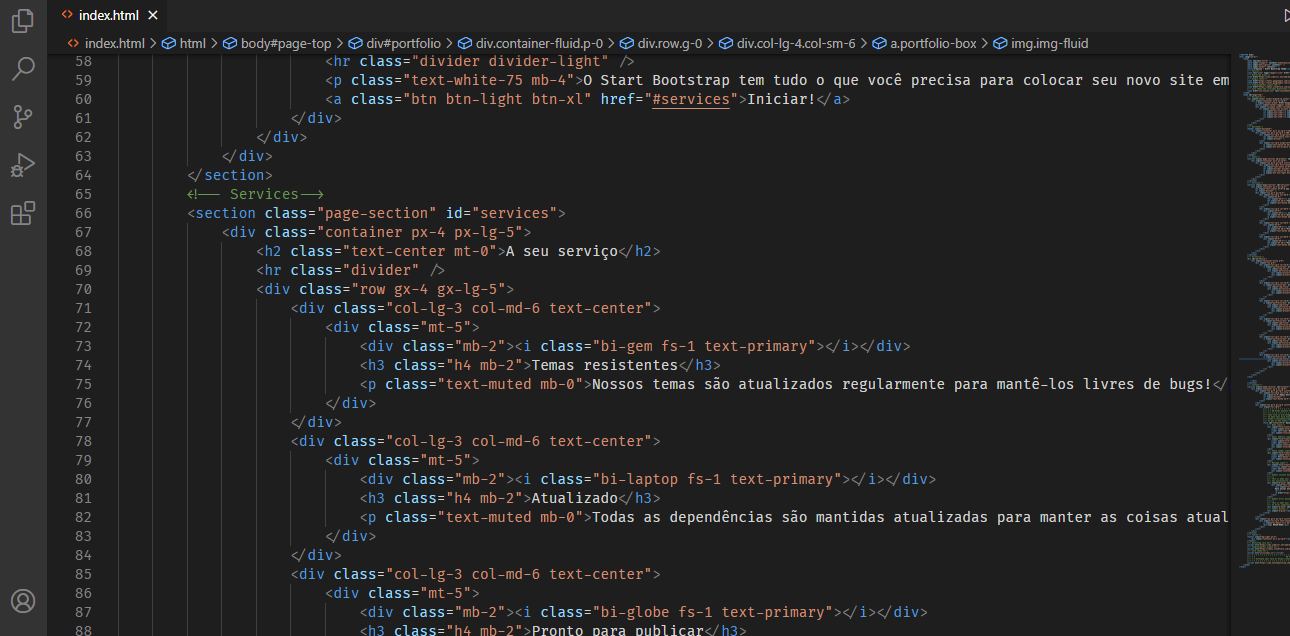 index.html
index.html > html > body#page-top > div#portfolio > div.container-fluid.p-0 > div.row.g-0 > div.col-lg-4.col-sm-6 > a.portfolio-box > img.img-fluid
58 <hr class="divider divider-light" />
59 <p class="text-white-75 mb-4">O Start Bootstrap tem tudo o que você precisa para colocar seu novo site em
60 <a class="btn btn-light btn-xl" href="#services">Iniciar!</a>
61 </div>
62 </div>
63 </div>
64 </section>
65 <!-- Services-->
66 <section class="page-section" id="services">
67 <div class="container px-4 px-lg-5">
68 <h2 class="text-center mt-0">A seu serviço</h2>
69 <hr class="divider" />
70 <div class="row gx-4 gx-lg-5">
71 <div class="col-lg-3 col-md-6 text-center">
72 <div class="mt-5">
73 <div class="mb-2"><i class="bi-gem fs-1 text-primary"></i></div>
74 <h3 class="h4 mb-2">Temas resistentes</h3>
75 <p class="text-muted mb-0">Nossos temas são atualizados regularmente para mantê-los livres de bugs!</
76 </div>
77 </div>
78 <div class="col-lg-3 col-md-6 text-center">
79 <div class="mt-5">
80 <div class="mb-2"><i class="bi-laptop fs-1 text-primary"></i></div>
81 <h3 class="h4 mb-2">Atualizado</h3>
82 <p class="text-muted mb-0">Todas as dependências são mantidas atualizadas para manter as coisas atual
83 </div>
84 </div>
85 <div class="col-lg-3 col-md-6 text-center">
86 <div class="mt-5">
87 <div class="mb-2"><i class="bi-globe fs-1 text-primary"></i></div>
88 <h3 class="h4 mb-2">Pronto para publicar</h3>